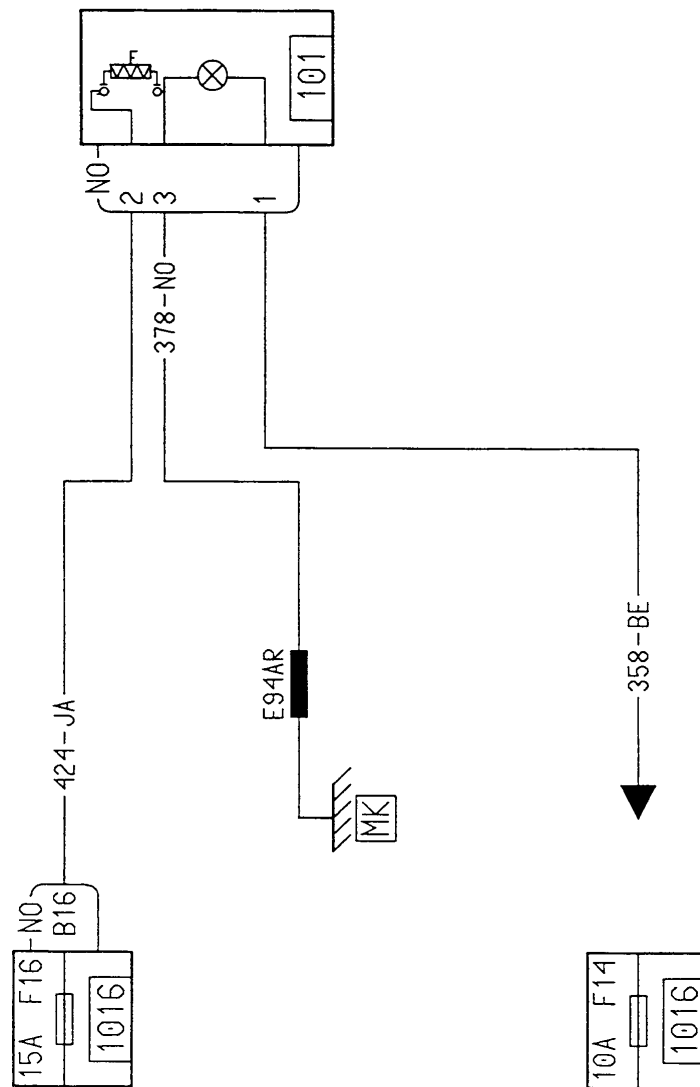 F
101
NO
2
3
1
378-NO
E94AR
358-BE
424-JA
MK
NO
B16
15A F16
1016
10A F14
1016